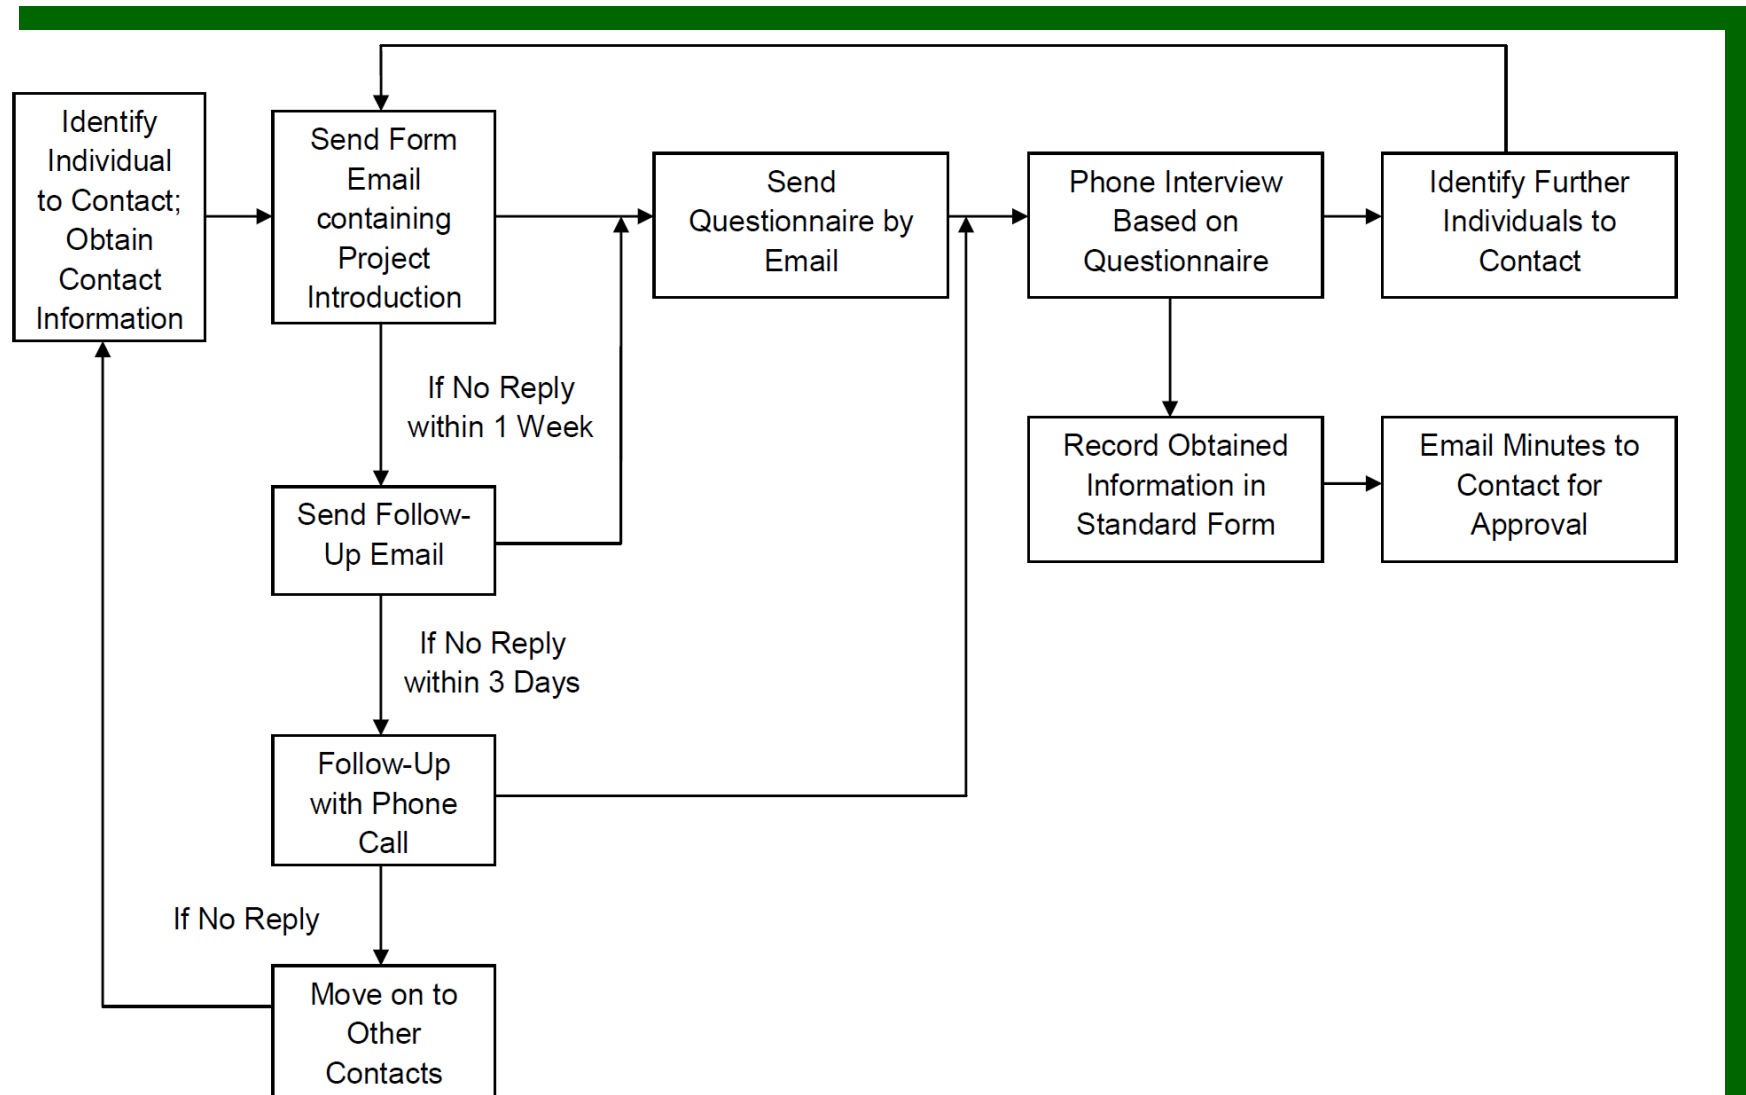 Identify
Individual
to Contact;
Obtain
Contact
Information
Send Form
Email
containing
Project
Introduction
Send
Questionnaire by
Email
Phone Interview
Based on
Questionnaire
Identify Further
Individuals to
Contact
If No Reply
within 1 Week
Record Obtained
Information in
Standard Form
Email Minutes to
Contact for
Approval
Send Follow-
Up Email
If No Reply
within 3 Days
Follow-Up
with Phone
Call
If No Reply
Move on to
Other
Contacts